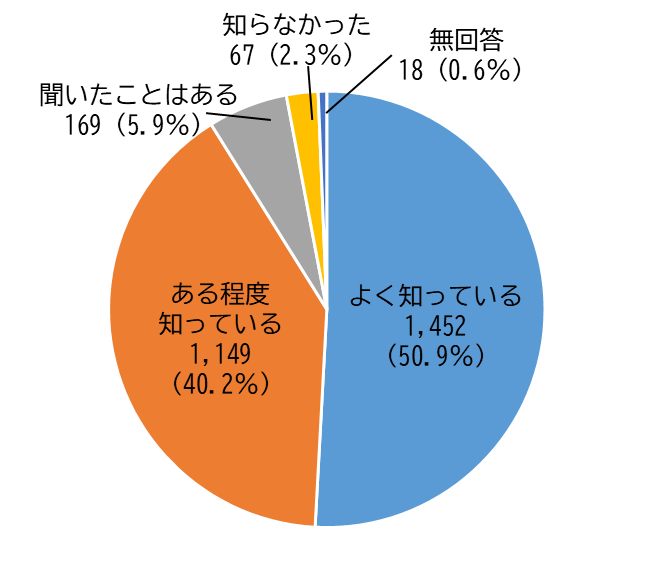 知らなかった
67（2.3%）
無回答
18（0.6%）
聞いたことはある
169（5.9%）
よく知っている
1,452
（50.9%）
ある程度
知っている
1,149
（40.2%）